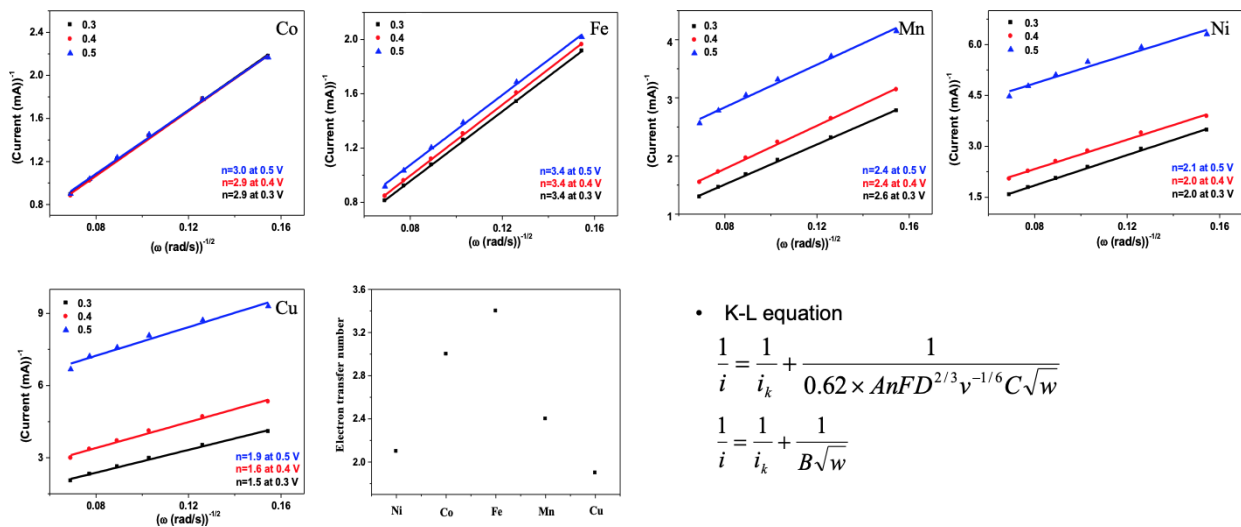 Co
0.3
0.4
0.5
(Current (mA))⁻¹
2.2
1.8
1.4
1.0
n=3.0 at 0.5 V
n=2.9 at 0.4 V
n=2.9 at 0.3 V
0.8
0.08
0.12
0.16
(ω (rad/s))⁻¹/²
Fe
0.3
0.4
0.5
(Current (mA))⁻¹
2.0
1.6
1.2
0.8
n=3.4 at 0.5 V
n=3.4 at 0.4 V
n=3.4 at 0.3 V
0.08
0.12
0.16
(ω (rad/s))⁻¹/²
Mn
0.3
0.4
0.5
(Current (mA))⁻¹
4
3
2
1
n=2.4 at 0.5 V
n=2.4 at 0.4 V
n=2.6 at 0.3 V
0.08
0.12
0.16
(ω (rad/s))⁻¹/²
Ni
0.3
0.4
0.5
(Current (mA))⁻¹
6.0
4.5
3.0
1.5
n=2.1 at 0.5 V
n=2.0 at 0.4 V
n=2.0 at 0.3 V
0.08
0.12
0.16
(ω (rad/s))⁻¹/²
Cu
0.3
0.4
0.5
(Current (mA))⁻¹
9
6
3
n=1.9 at 0.5 V
n=1.6 at 0.4 V
n=1.5 at 0.3 V
0.08
0.12
0.16
(ω (rad/s))⁻¹/²
Electron transfer number
3.6
3.2
2.8
2.4
2.0
Ni Co Fe Mn Cu
• K-L equation
1/i = 1/iₖ + 1/(0.62 × AnFD^{2/3}v^{-1/6}C√w)
1/i = 1/iₖ + 1/(B√w)